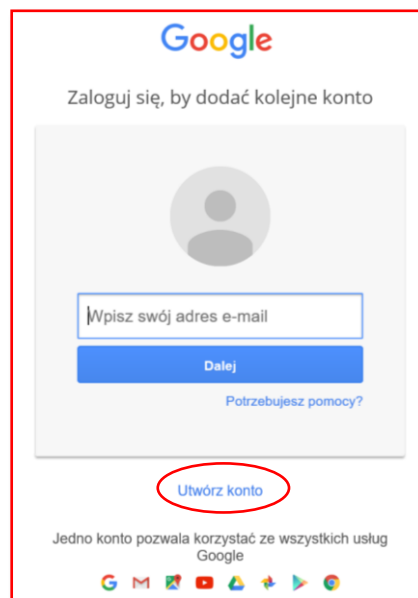 Google
Zaloguj się, by dodać kolejne konto
Wpisz swój adres e-mail
Dalej
Potrzebujesz pomocy?
Utwórz konto
Jedno konto pozwala korzystać ze wszystkich usług
Google